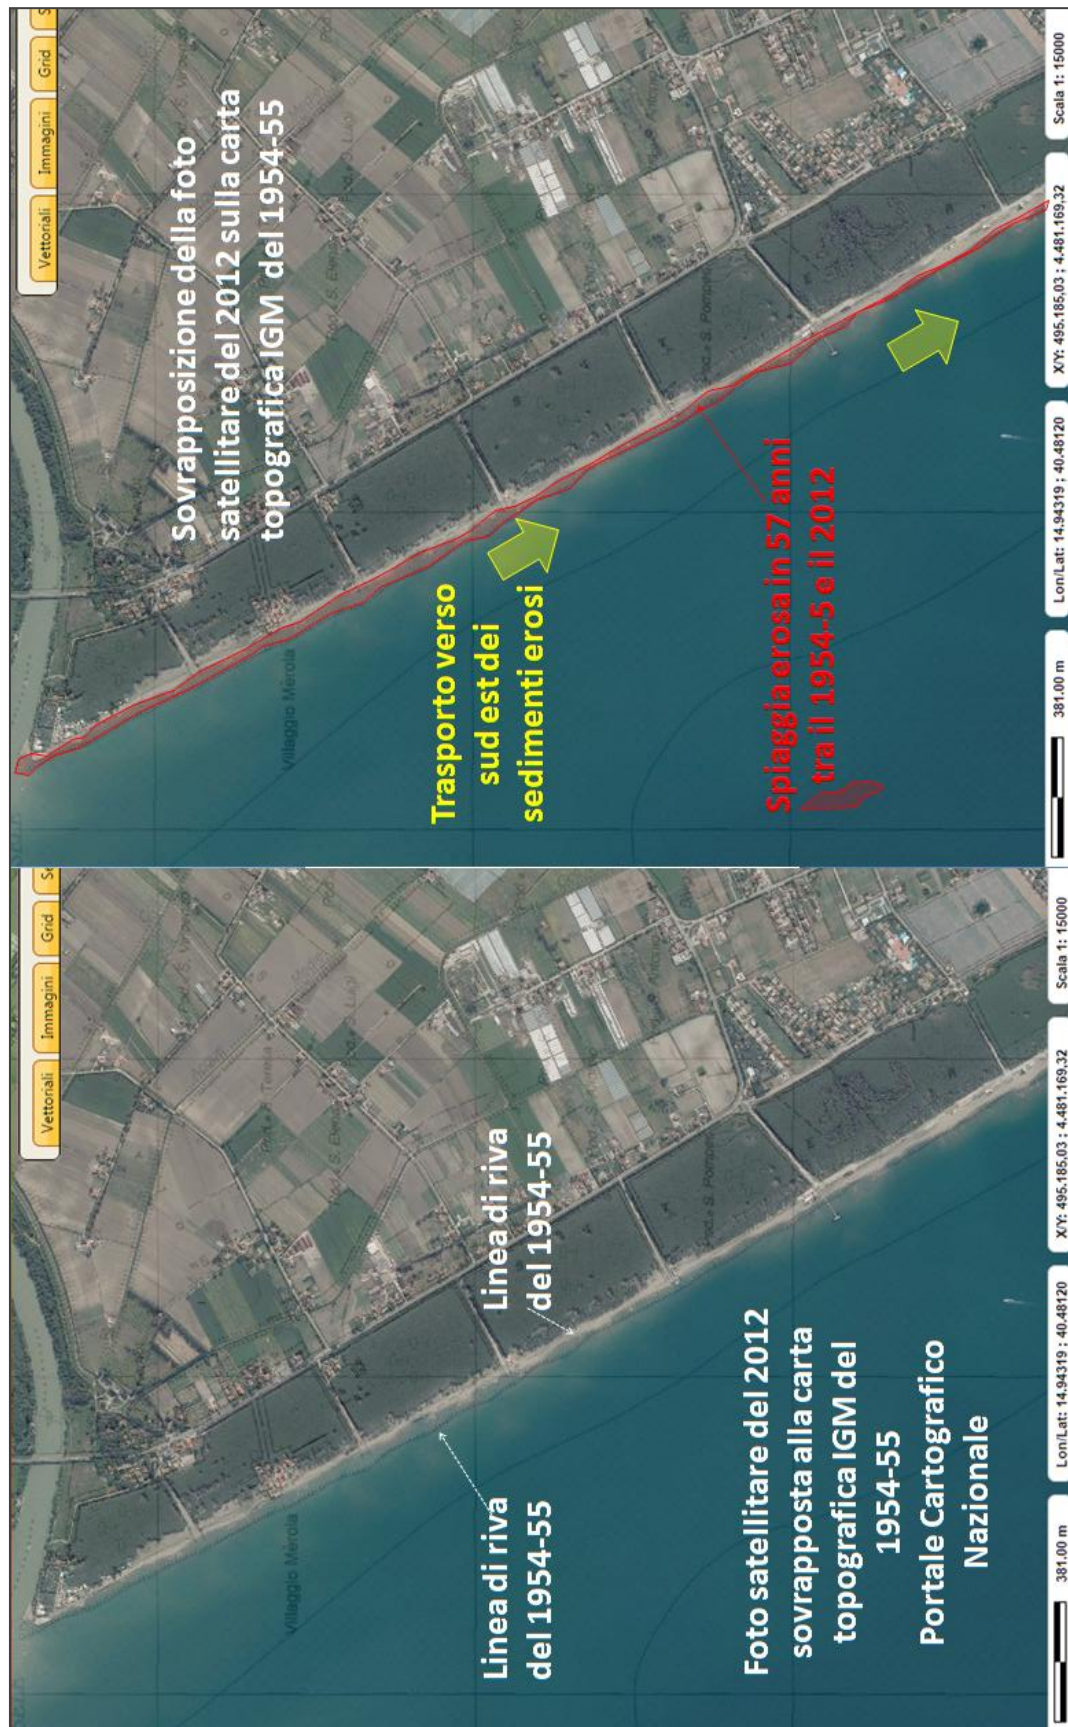 Vettoriali Immagini Grid
Linea di riva
del 1954-55
Linea di riva
del 1954-55
Villaggio Merola
Foto satellitare del 2012
sovrapposta alla carta
topografica IGM del
1954-55
Portale Cartografico
Nazionale
381.00 m Lon/Lat: 14.94319 ; 40.48120 X/Y: 495.185,03 ; 4.481.169,32 Scala 1: 15000
Vettoriali Immagini Grid
Sovrapposizione della foto
satellitare del 2012 sulla carta
topografica IGM del 1954-55
Villaggio Merola
Trasporto verso
sud est dei
sedimenti erosi
Spiaggia erosa in 57 anni
tra il 1954-5 e il 2012
381.00 m Lon/Lat: 14.94319 ; 40.48120 X/Y: 495.185,03 ; 4.481.169,32 Scala 1: 15000